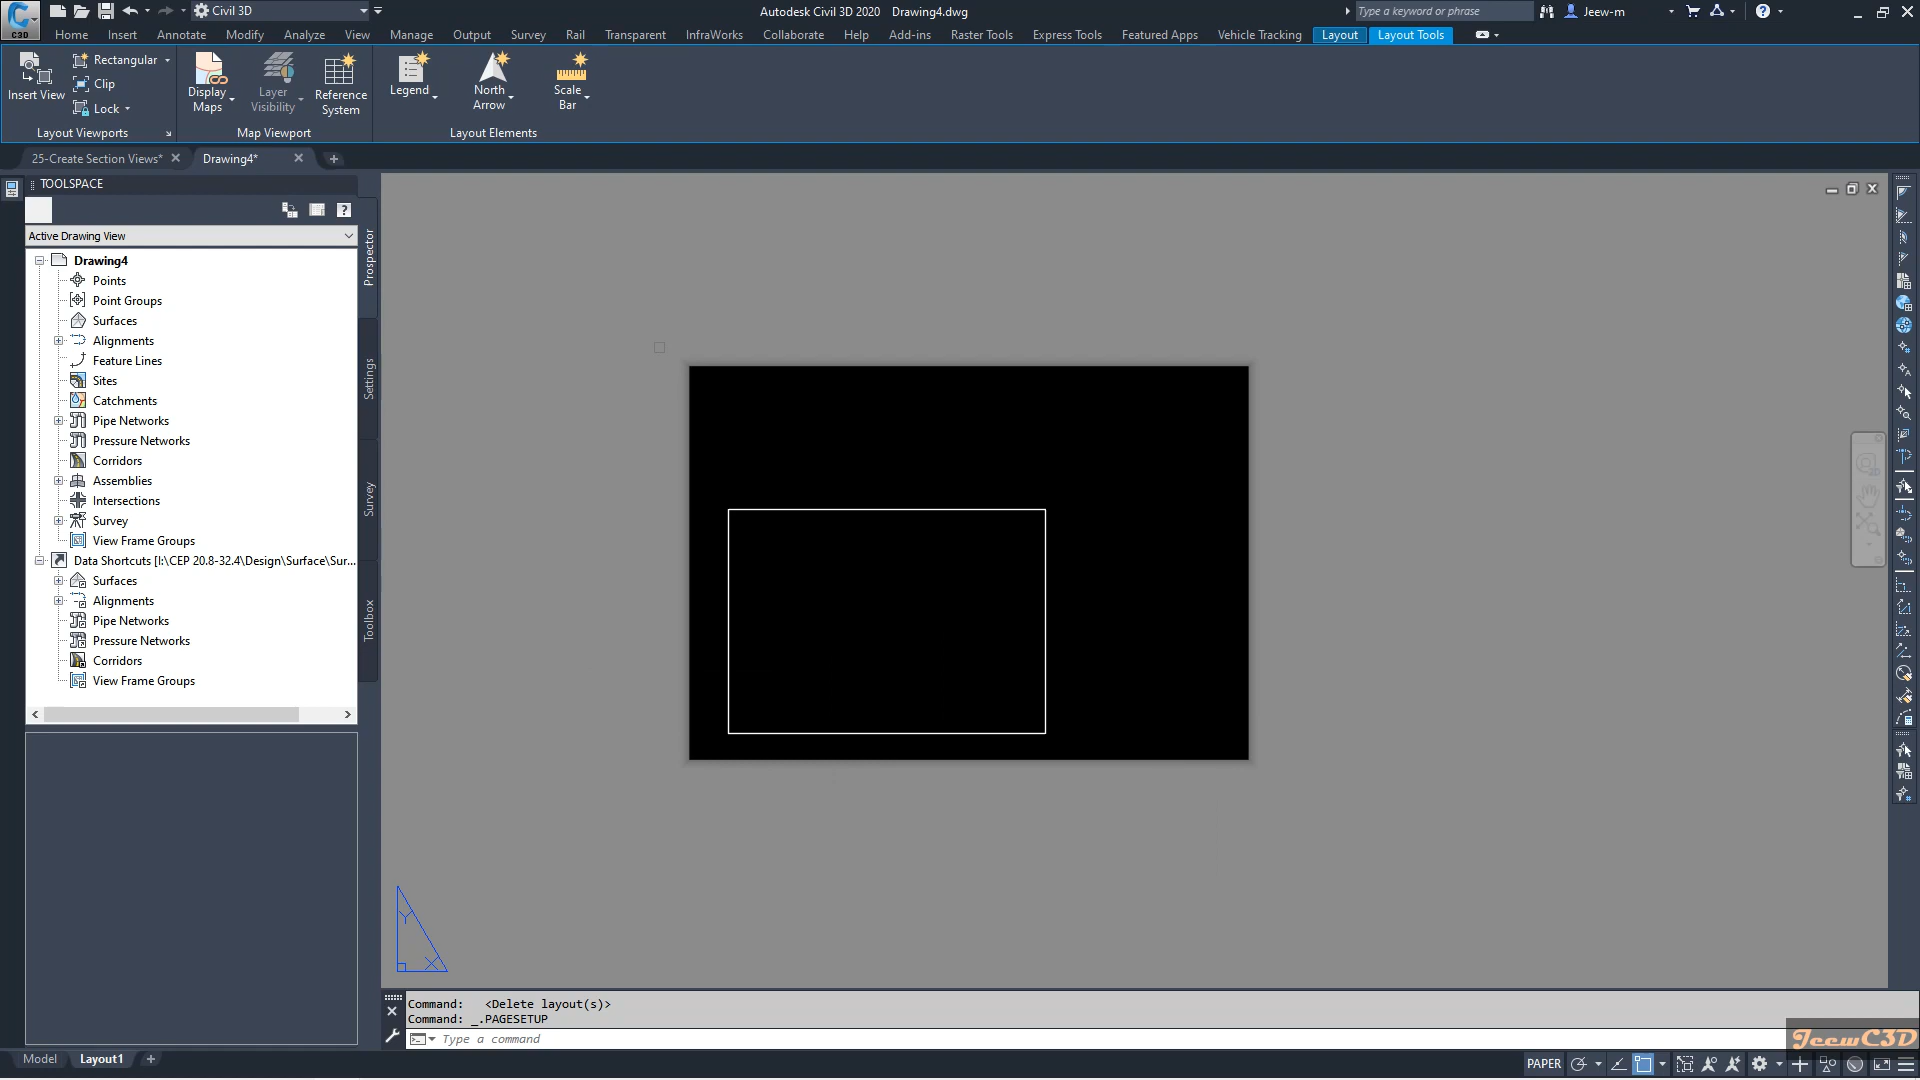 Civil 3D
Autodesk Civil 3D 2020 Drawing4.dwg
Type a keyword or phrase
Jeew-m
C3D
Home Insert Annotate Modify Analyze View Manage Output Survey Rail Transparent InfraWorks Collaborate Help Add-ins Raster Tools Express Tools Featured Apps Vehicle Tracking Layout Layout Tools
Insert View
Rectangular
Clip
Lock
Display
Maps
Layer
Visibility
Reference
System
Legend
North
Arrow
Scale
Bar
Layout Viewports
Map Viewport
Layout Elements
25-Create Section Views*
Drawing4*
TOOLSPACE
Active Drawing View
Drawing4
Points
Point Groups
Surfaces
Alignments
Feature Lines
Sites
Catchments
Pipe Networks
Pressure Networks
Corridors
Assemblies
Intersections
Survey
View Frame Groups
Data Shortcuts [I:\CEP 20.8-32.4\Design\Surface\Sur...
Surfaces
Alignments
Pipe Networks
Pressure Networks
Corridors
View Frame Groups
Prospector
Settings
Survey
Toolbox
Y
X
Command: <Delete layout(s)>
Command: _.PAGESETUP
Type a command
JeewC3D
Model
Layout1
PAPER